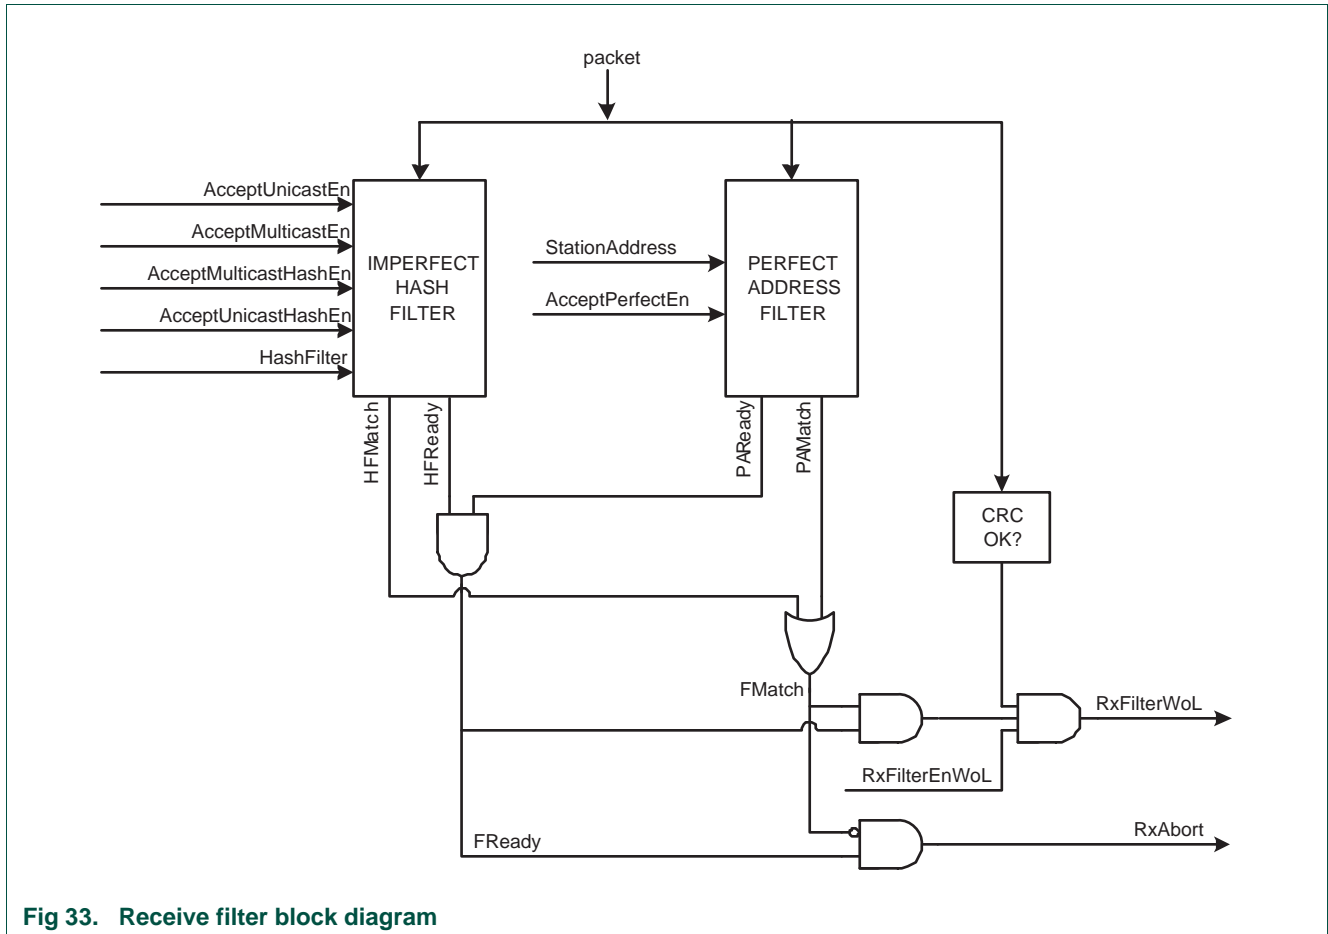 packet
AcceptUnicastEn
AcceptMulticastEn
AcceptMulticastHashEn
AcceptUnicastHashEn
HashFilter
IMPERFECT
HASH
FILTER
StationAddress
AcceptPerfectEn
PERFECT
ADDRESS
FILTER
HFMatch
HFReady
PAReady
PAMatch
CRC
OK?
FMatch
RxFilterWoL
RxFilterEnWoL
FReady
RxAbort
Fig 33. Receive filter block diagram